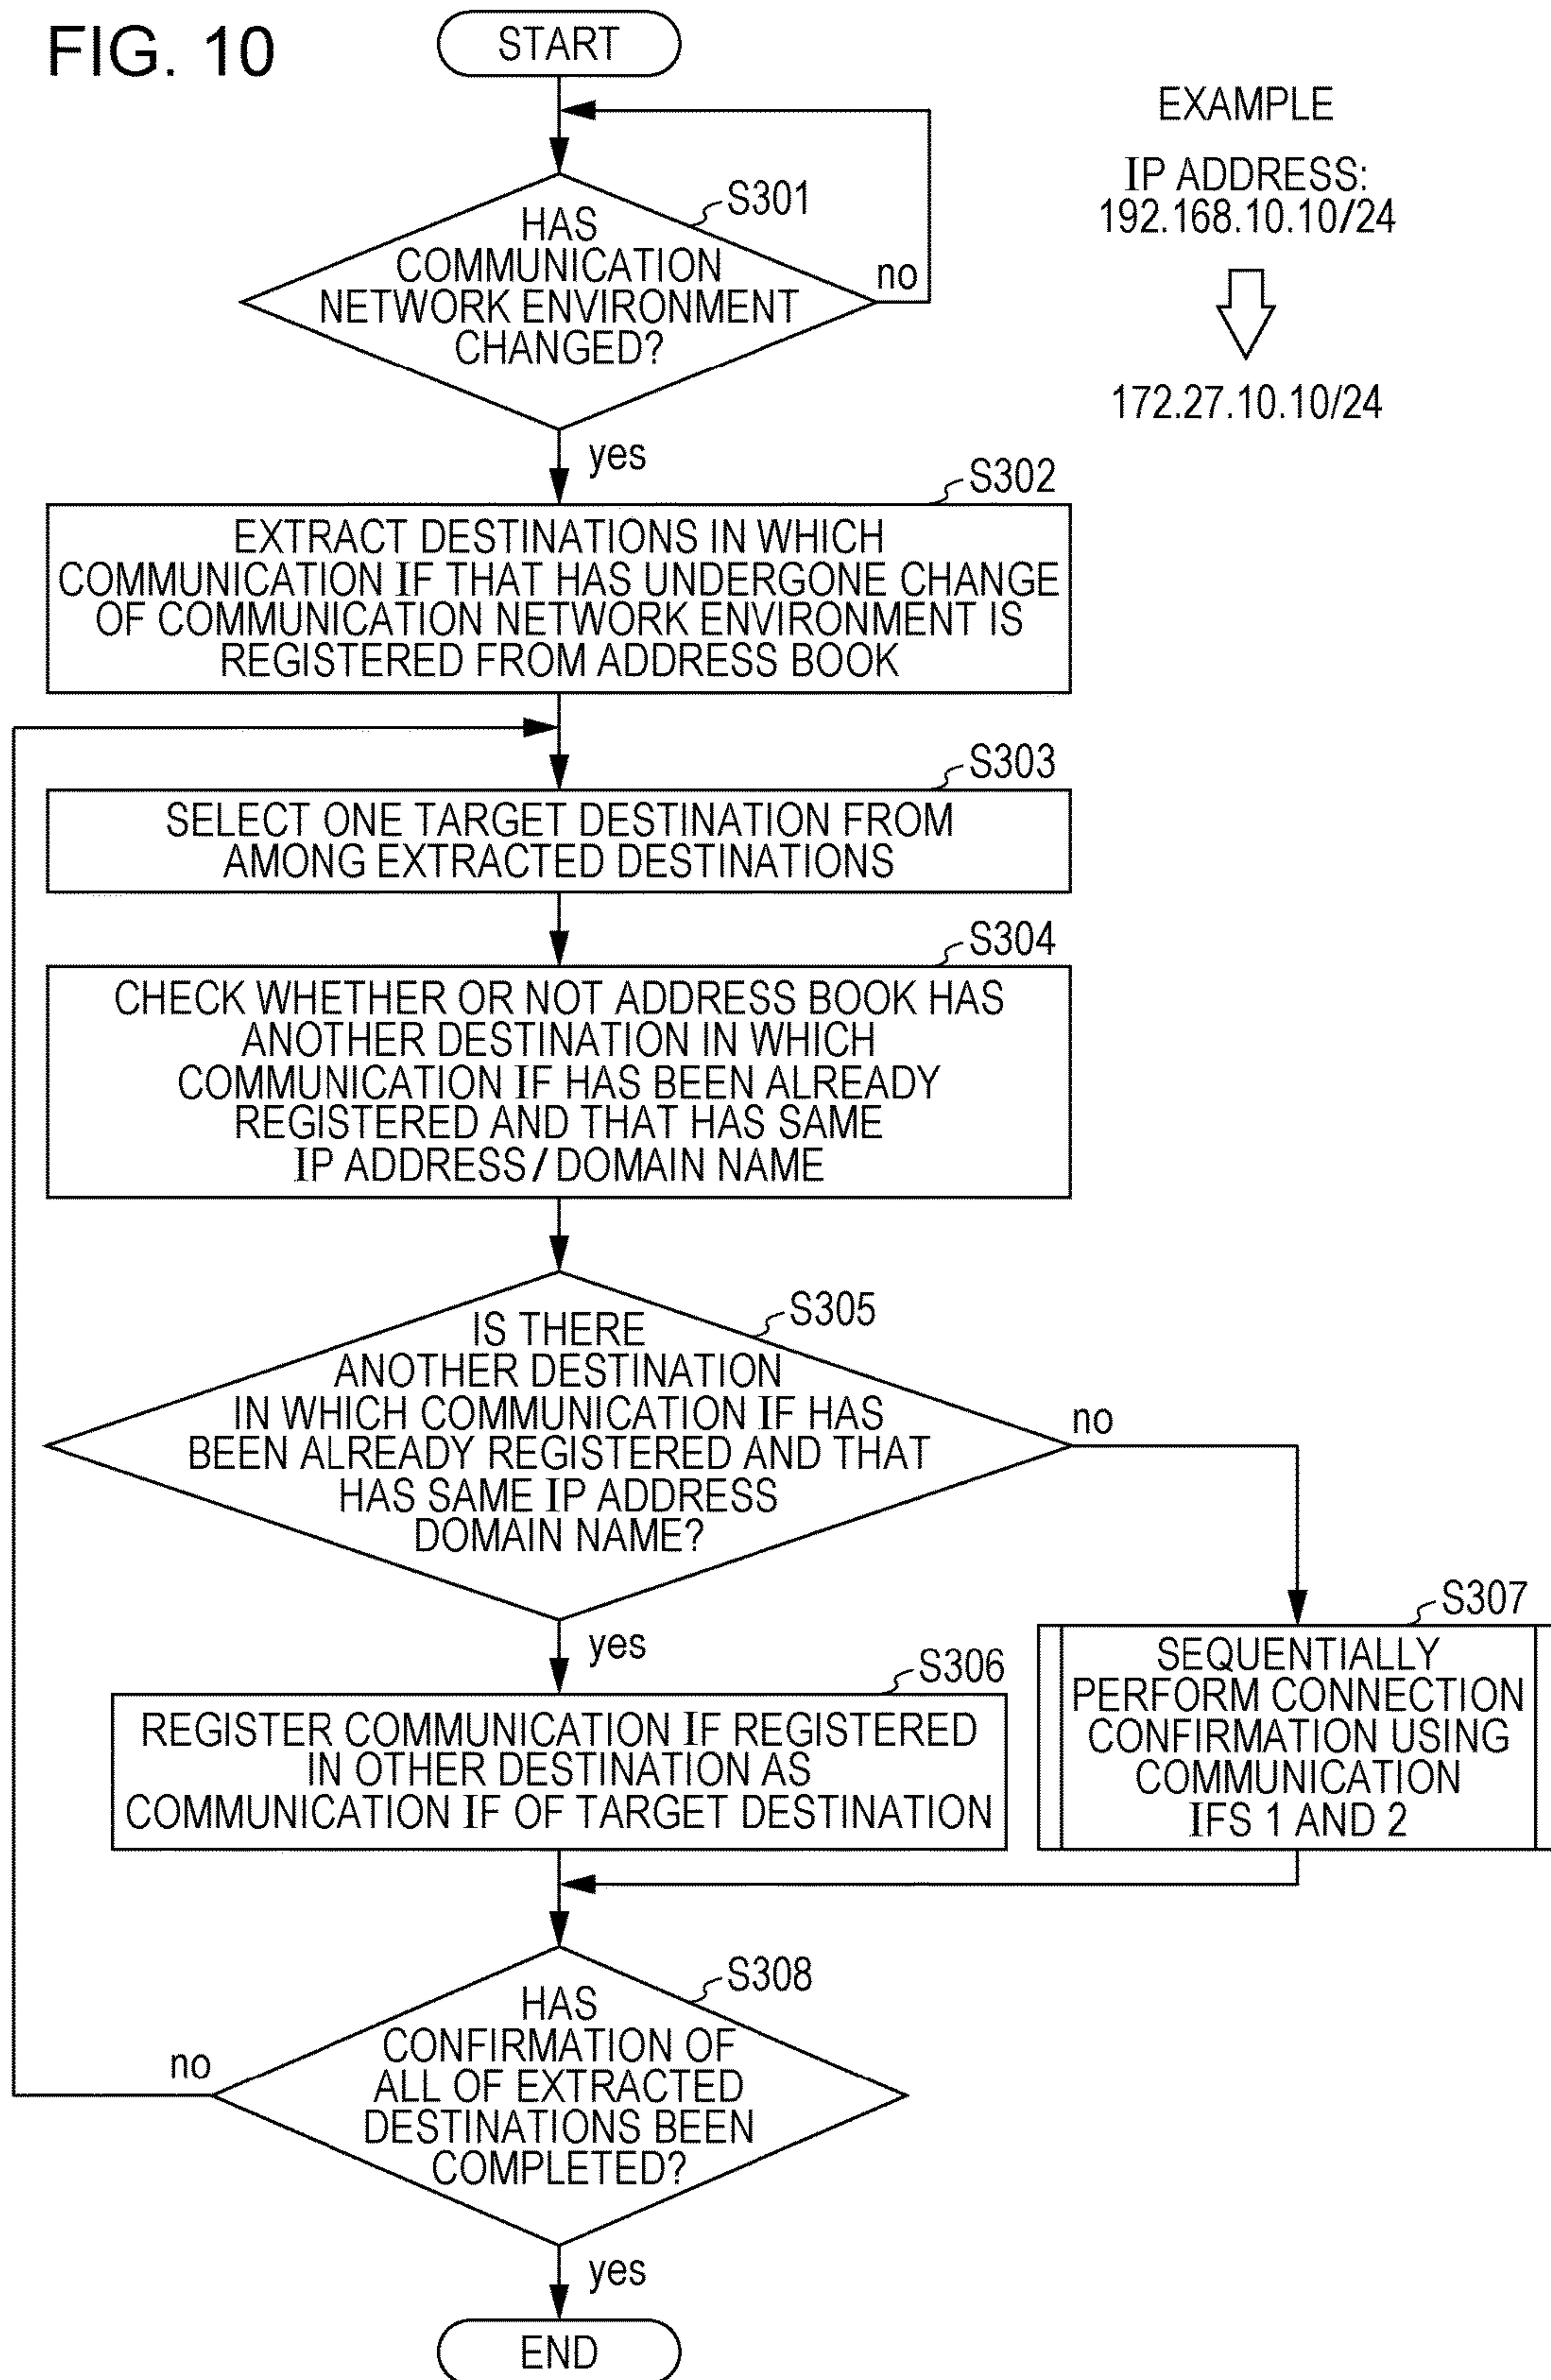 FIG. 10
START
EXAMPLE
IP ADDRESS:
192.168.10.10/24
172.27.10.10/24
S301
HAS
COMMUNICATION
NETWORK ENVIRONMENT
CHANGED?
no
yes
S302
EXTRACT DESTINATIONS IN WHICH
COMMUNICATION IF THAT HAS UNDERGONE CHANGE
OF COMMUNICATION NETWORK ENVIRONMENT IS
REGISTERED FROM ADDRESS BOOK
S303
SELECT ONE TARGET DESTINATION FROM
AMONG EXTRACTED DESTINATIONS
S304
CHECK WHETHER OR NOT ADDRESS BOOK HAS
ANOTHER DESTINATION IN WHICH
COMMUNICATION IF HAS BEEN ALREADY
REGISTERED AND THAT HAS SAME
IP ADDRESS / DOMAIN NAME
S305
IS THERE
ANOTHER DESTINATION
IN WHICH COMMUNICATION IF HAS
BEEN ALREADY REGISTERED AND THAT
HAS SAME IP ADDRESS
DOMAIN NAME?
no
yes
S306
REGISTER COMMUNICATION IF REGISTERED
IN OTHER DESTINATION AS
COMMUNICATION IF OF TARGET DESTINATION
S307
SEQUENTIALLY
PERFORM CONNECTION
CONFIRMATION USING
COMMUNICATION
IFS 1 AND 2
S308
HAS
CONFIRMATION OF
ALL OF EXTRACTED
DESTINATIONS BEEN
COMPLETED?
no
yes
END